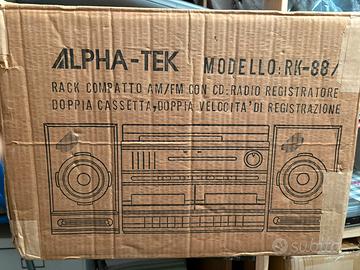 ALPHA-TEK MODELLO: RK-887
RACK COMPATTO AM/FM CON CD: RADIO REGISTRATORE
DOPPIA CASSETTA, DOPPIA VELOCITA' DI REGISTRAZIONE
subito